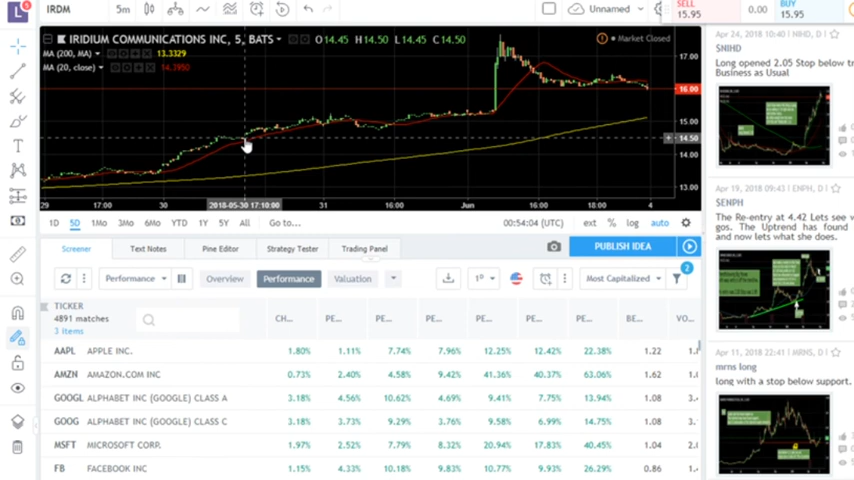 L IRDM 5m Unnamed SELL 15.95 0.00 BUY 15.95
IRIDIUM COMMUNICATIONS INC, 5, BATS O14.45 H14.50 L14.45 C14.50 Market Closed
MA (200, MA) 13.3329
MA (20, close) 14.3950
17.00
16.00
15.00
14.50
14.00
13.00
29 17:00 30 2018-05-30 17:10:00 31 16:00 Jun 16:00 18:00 4
1D 5D 1Mo 3Mo 6Mo YTD 1Y 5Y All Go to... 00:54:04 (UTC) ext % log auto
Screener Text Notes Pine Editor Strategy Tester Trading Panel PUBLISH IDEA
Performance Overview Performance Valuation 1D Most Capitalized 2
TICKER
4891 matches CH... PE... PE... PE... PE... PE... PE... BE... VO...
3 items
AAPL APPLE INC. 1.80% 1.11% 7.74% 7.96% 12.25% 12.42% 22.38% 1.22
AMZN AMAZON.COM INC 0.73% 2.40% 4.58% 9.42% 41.36% 40.37% 63.06% 1.62
GOOGL ALPHABET INC (GOOGLE) CLASS A 3.18% 4.56% 10.62% 4.69% 9.41% 7.75% 13.94% 1.08
GOOG ALPHABET INC (GOOGLE) CLASS C 3.18% 3.73% 9.29% 3.76% 9.58% 6.99% 14.75% 1.08
MSFT MICROSOFT CORP. 1.97% 2.52% 7.79% 8.32% 20.94% 17.83% 40.45% 1.04
FB FACEBOOK INC 1.15% 4.33% 10.18% 9.83% 10.77% 9.93% 26.29% 0.86
Apr 24, 2018 10:40 | NIHD, D
$NIHD
Long opened 2.05 Stop below
Business as Usual
Apr 19, 2018 09:43 | ENPH, D
$ENPH
The Re-entry at 4.42 Lets see
gos. The Uptrend has found
and now lets what she does.
Apr 11, 2018 22:41 | MRNS, D
mrns long
long with a stop below support.